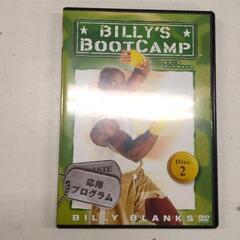 BILLY'S
BOOTCAMP
Disc
2
応用
プログラム
BILLY BLANKS
DVD